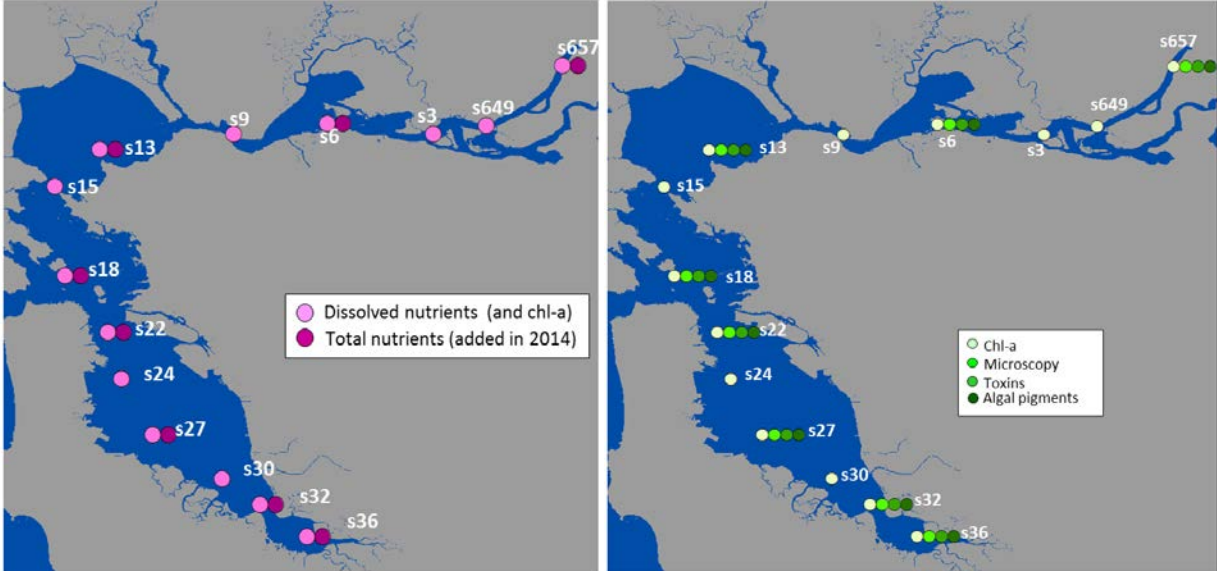 s657
s649
s3
s9
s6
s13
s15
s18
s22
s24
s27
s30
s32
s36
Dissolved nutrients (and chl-a)
Total nutrients (added in 2014)
s657
s649
s3
s9
s6
s13
s15
s18
s22
s24
s27
s30
s32
s36
Chl-a
Microscopy
Toxins
Algal pigments